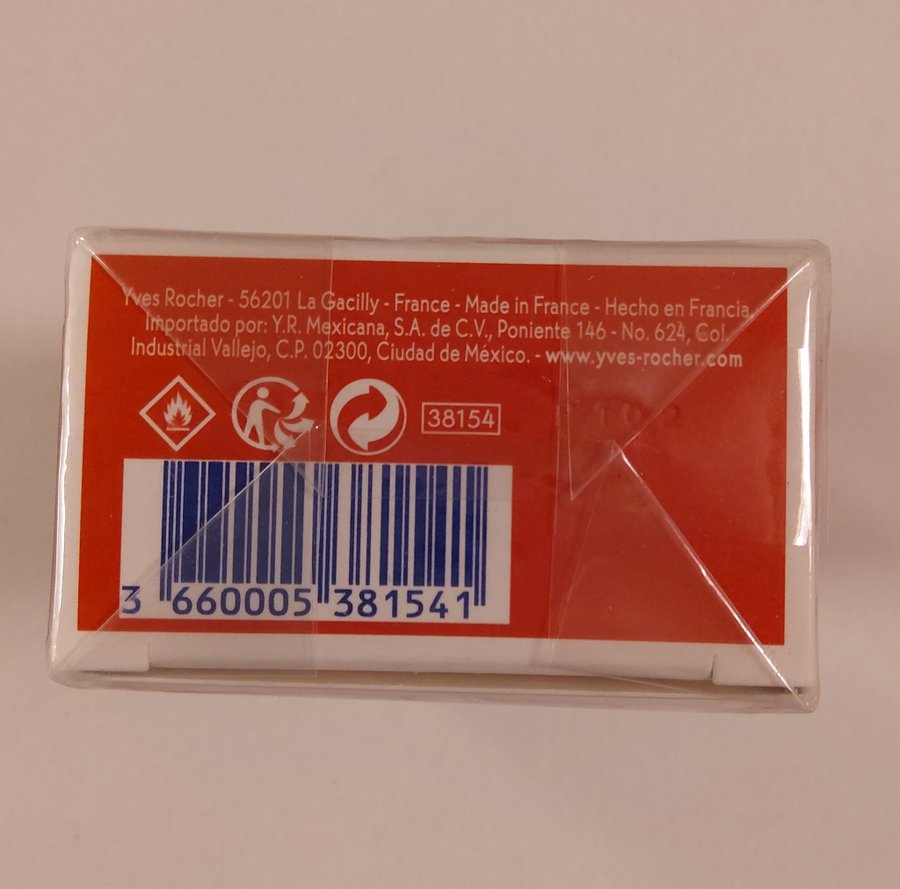 Yves Rocher - 56201 La Gacilly - France - Made in France - Hecho en Francia
Importado por: Y.R. Mexicana, S.A. de C.V., Poniente 146 - No. 624, Col.
Industrial Vallejo, C.P. 02300, Ciudad de México. - www.yves-rocher.com
38154
3 660005 381541